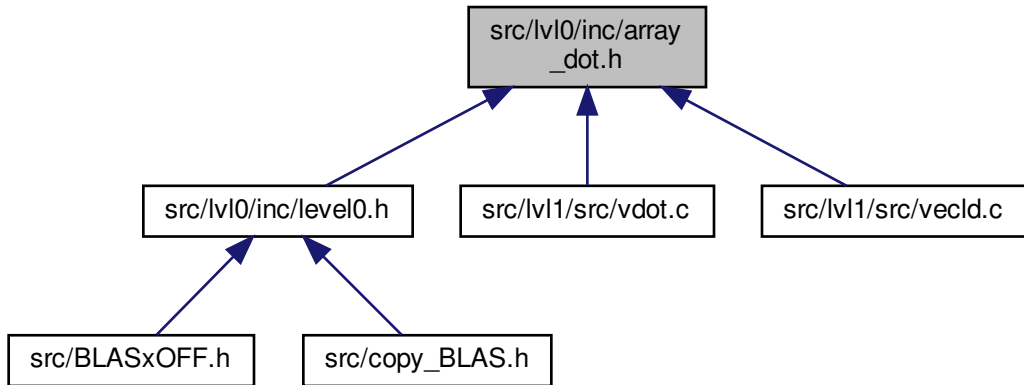 src/lvl0/inc/array
_dot.h
src/lvl0/inc/level0.h
src/lvl1/src/vdot.c
src/lvl1/src/vecld.c
src/BLASxOFF.h
src/copy_BLAS.h